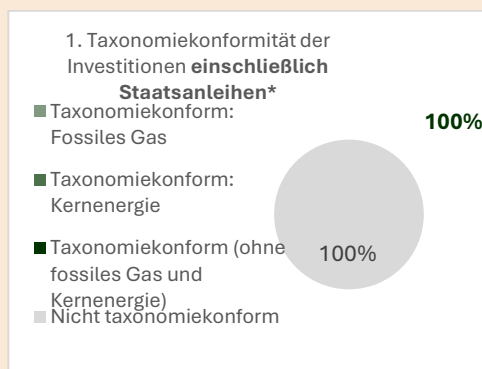 1. Taxonomiekonformität der
Investitionen einschließlich
Staatsanleihen*
Taxonomiekonform:
Fossiles Gas
Taxonomiekonform:
Kernenergie
Taxonomiekonform (ohne
fossiles Gas und
Kernenergie)
Nicht taxonomiekonform
100%
100%